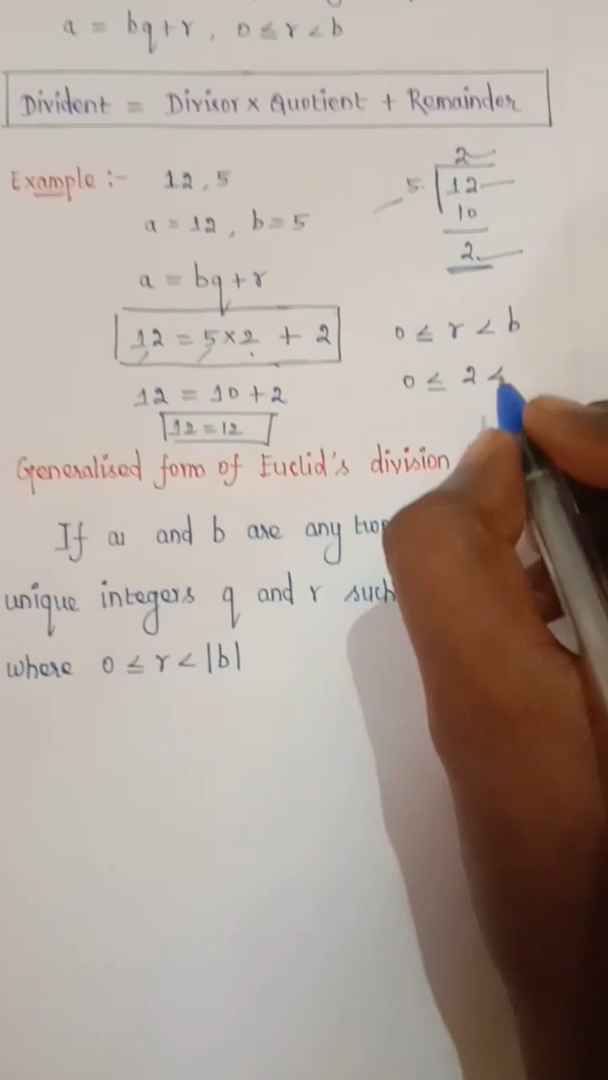 a = bq + r, 0 ≤ r < b
Divident = Divisor × Quotient + Remainder
Example :- 12, 5
a = 12, b = 5
a = bq + r
12 = 5 × 2 + 2
12 = 10 + 2
12 = 12
2
5 12
10
2
0 ≤ r < b
0 ≤ 2 <
Generalised form of Euclid's division
If a and b are any two
unique integers q and r such
where 0 ≤ r < |b|